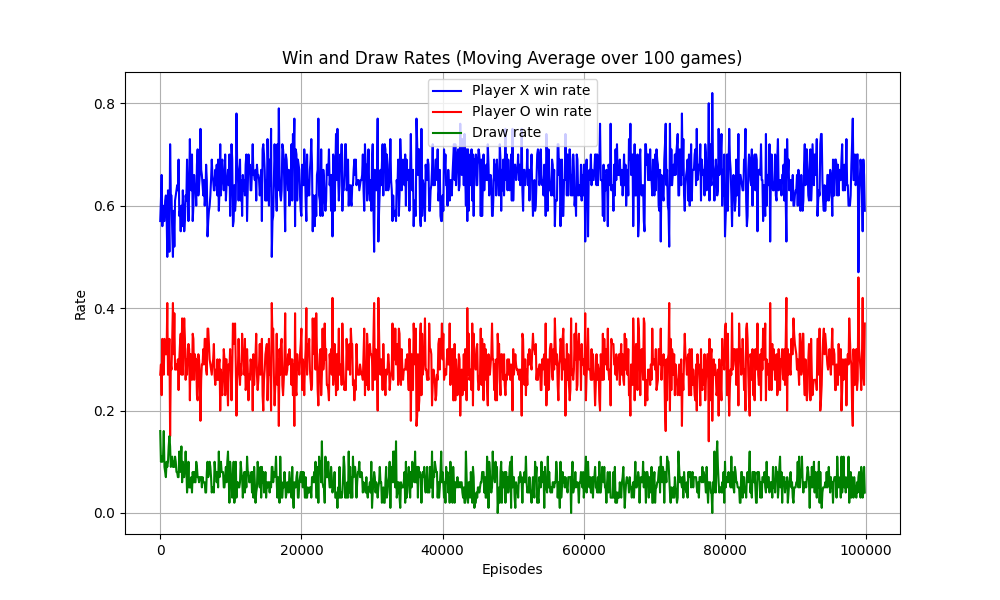 Win and Draw Rates (Moving Average over 100 games)
Player X win rate
Player O win rate
Draw rate
Rate
0.8
0.6
0.4
0.2
0.0
0 20000 40000 60000 80000 100000
Episodes